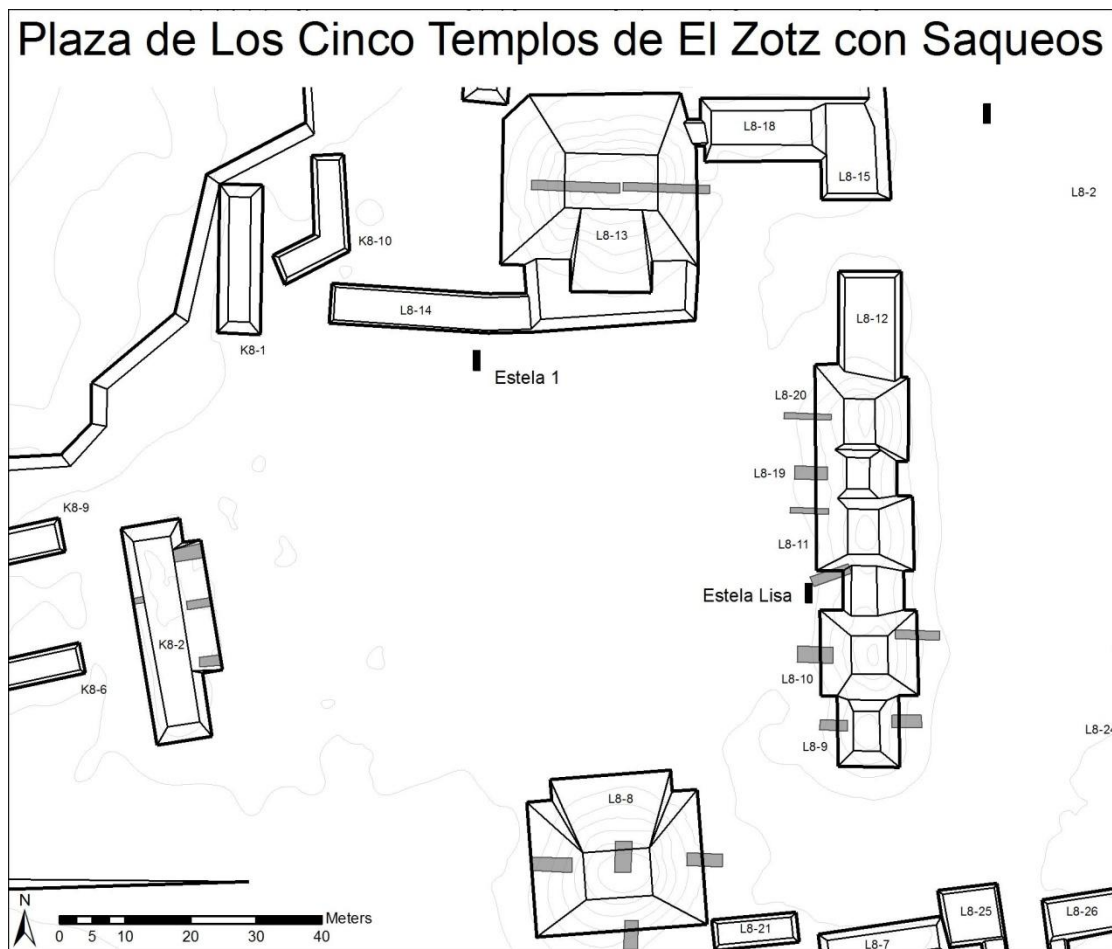 Plaza de Los Cinco Templos de El Zotz con Saqueos
L8-18
L8-15
L8-2
K8-10
L8-13
L8-14
L8-12
K8-1
Estela 1
L8-20
L8-19
K8-9
L8-11
Estela Lisa
K8-2
L8-10
K8-6
L8-24
L8-9
L8-8
N
Meters
0 5 10 20 30 40
L8-21
L8-7
L8-25
L8-26